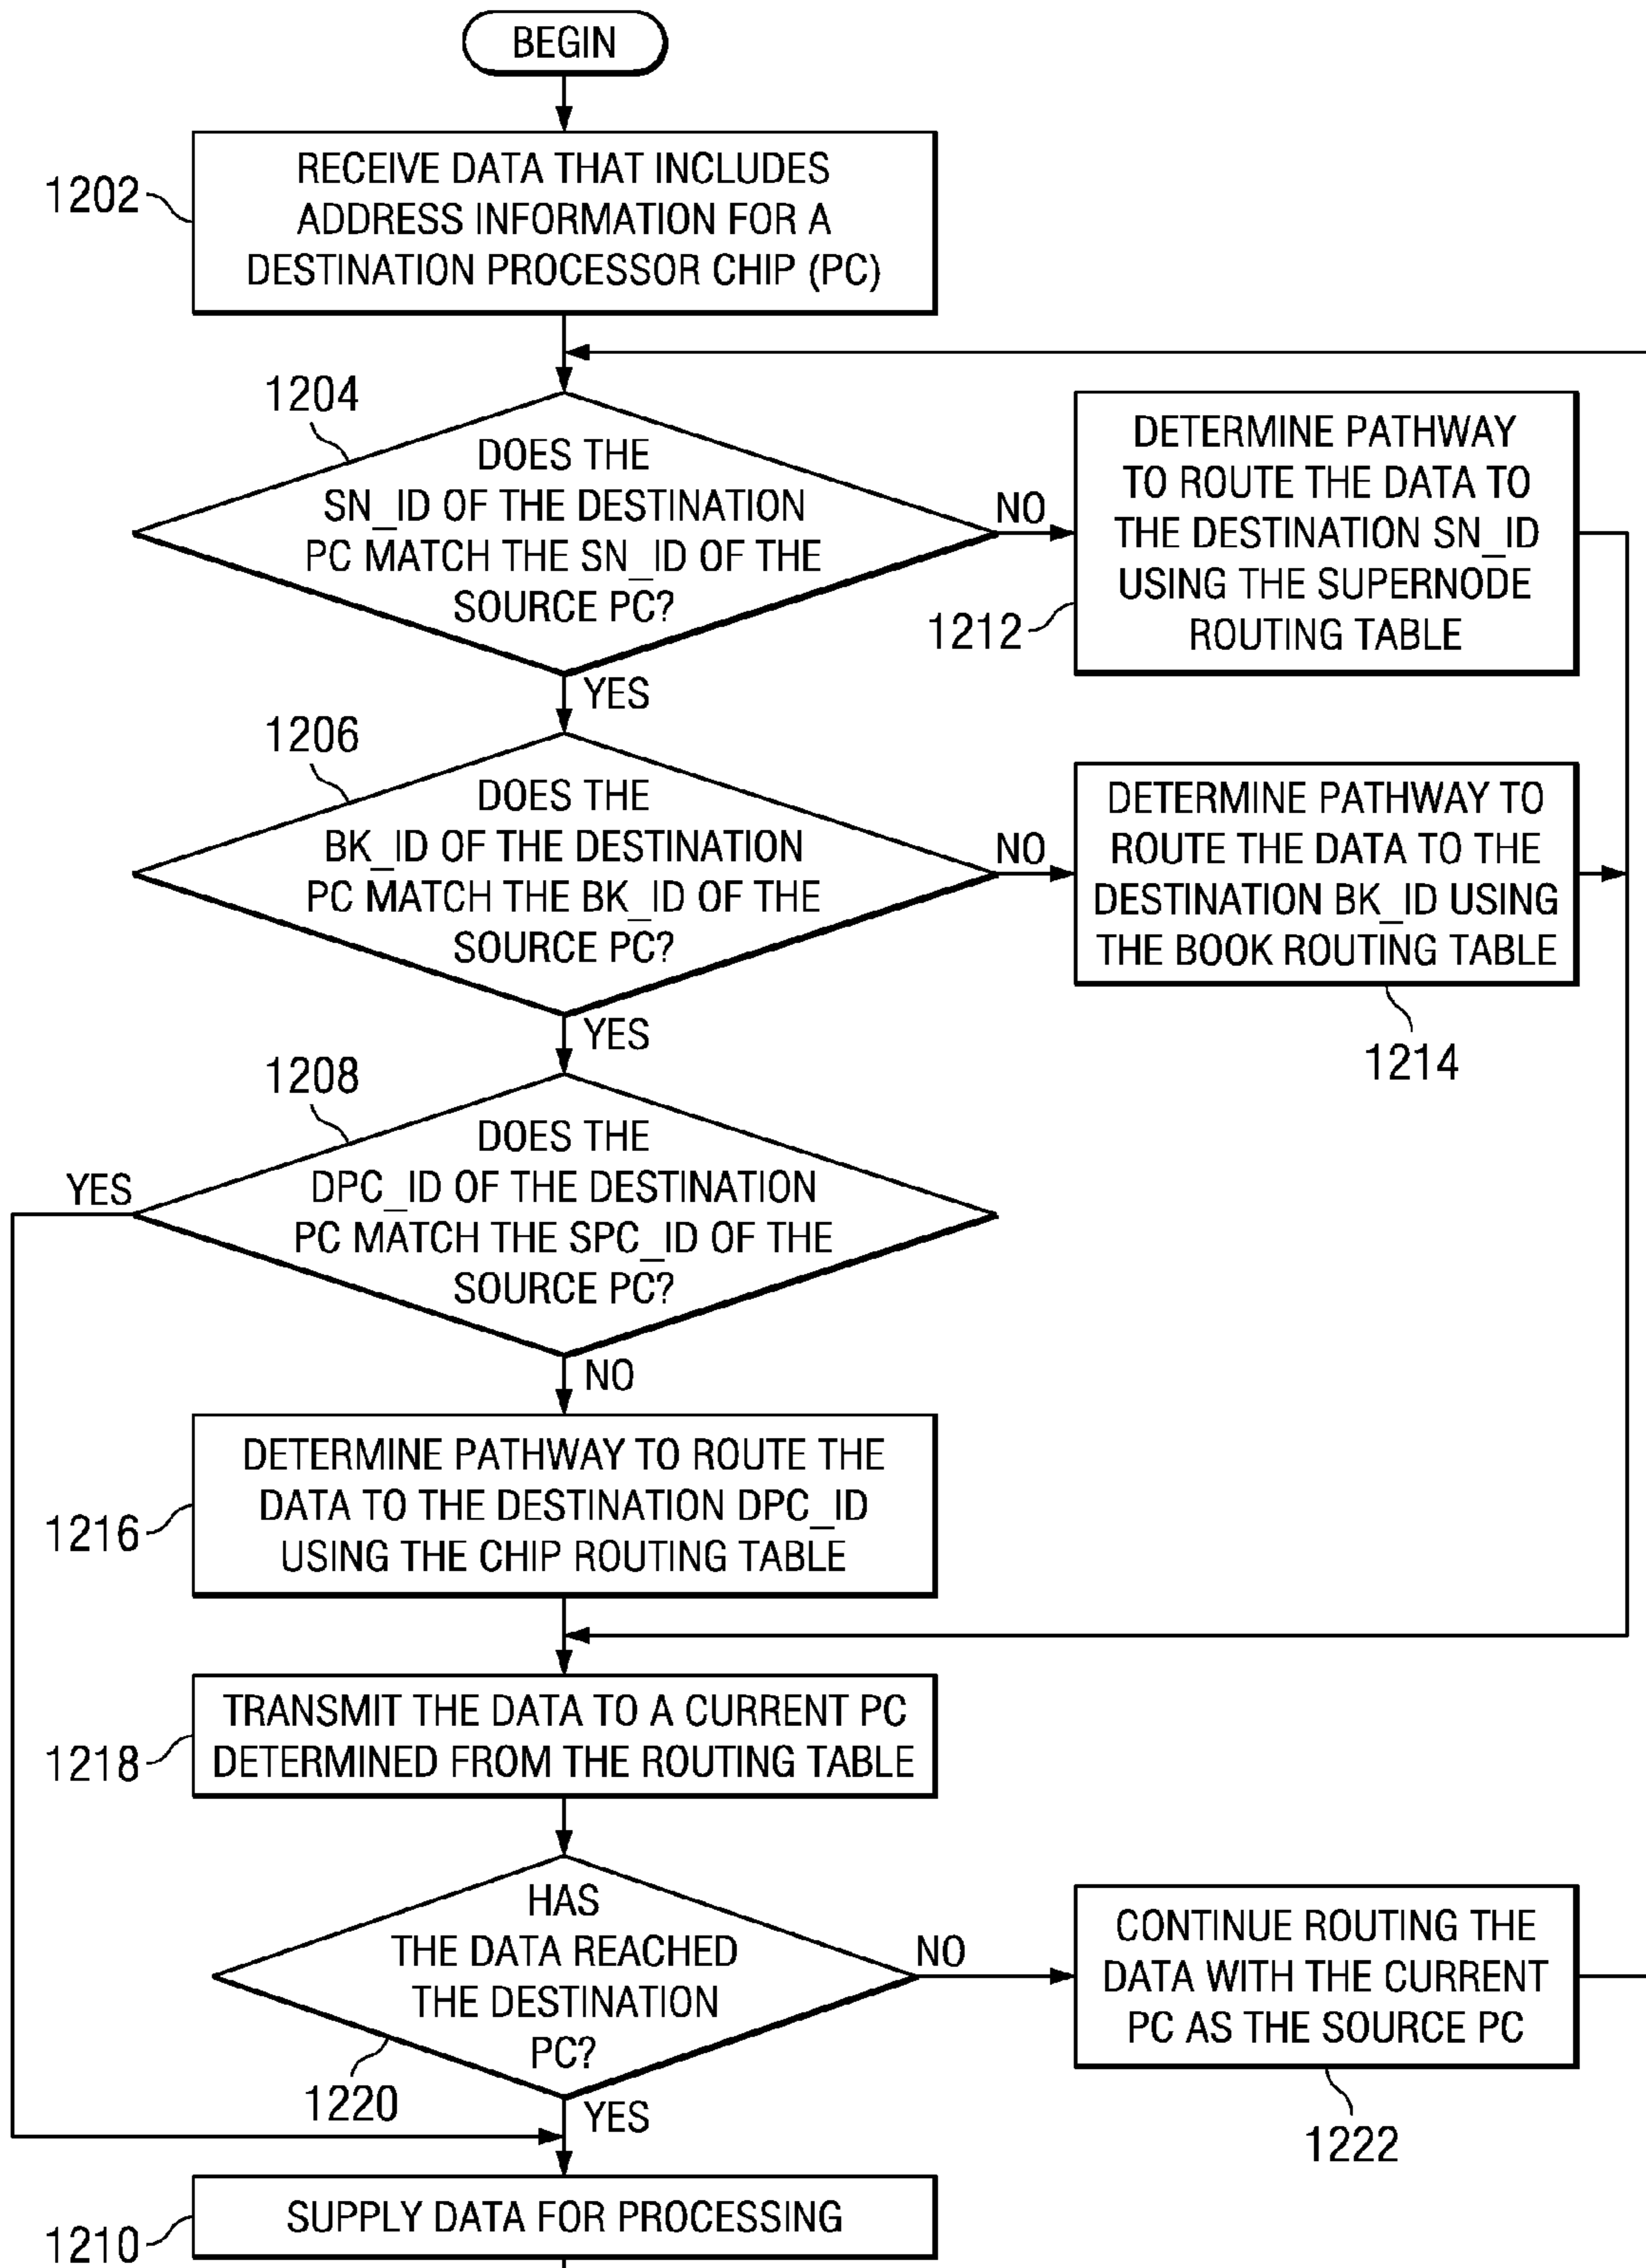 BEGIN
1202
RECEIVE DATA THAT INCLUDES
ADDRESS INFORMATION FOR A
DESTINATION PROCESSOR CHIP (PC)
1204
DOES THE
SN_ID OF THE DESTINATION
PC MATCH THE SN_ID OF THE
SOURCE PC?
NO
YES
1212
DETERMINE PATHWAY
TO ROUTE THE DATA TO
THE DESTINATION SN_ID
USING THE SUPERNODE
ROUTING TABLE
1206
DOES THE
BK_ID OF THE DESTINATION
PC MATCH THE BK_ID OF THE
SOURCE PC?
NO
YES
DETERMINE PATHWAY TO
ROUTE THE DATA TO THE
DESTINATION BK_ID USING
THE BOOK ROUTING TABLE
1214
1208
DOES THE
DPC_ID OF THE DESTINATION
PC MATCH THE SPC_ID OF THE
SOURCE PC?
YES
NO
1216
DETERMINE PATHWAY TO ROUTE THE
DATA TO THE DESTINATION DPC_ID
USING THE CHIP ROUTING TABLE
1218
TRANSMIT THE DATA TO A CURRENT PC
DETERMINED FROM THE ROUTING TABLE
HAS
THE DATA REACHED
THE DESTINATION
PC?
1220
NO
YES
CONTINUE ROUTING THE
DATA WITH THE CURRENT
PC AS THE SOURCE PC
1222
1210
SUPPLY DATA FOR PROCESSING